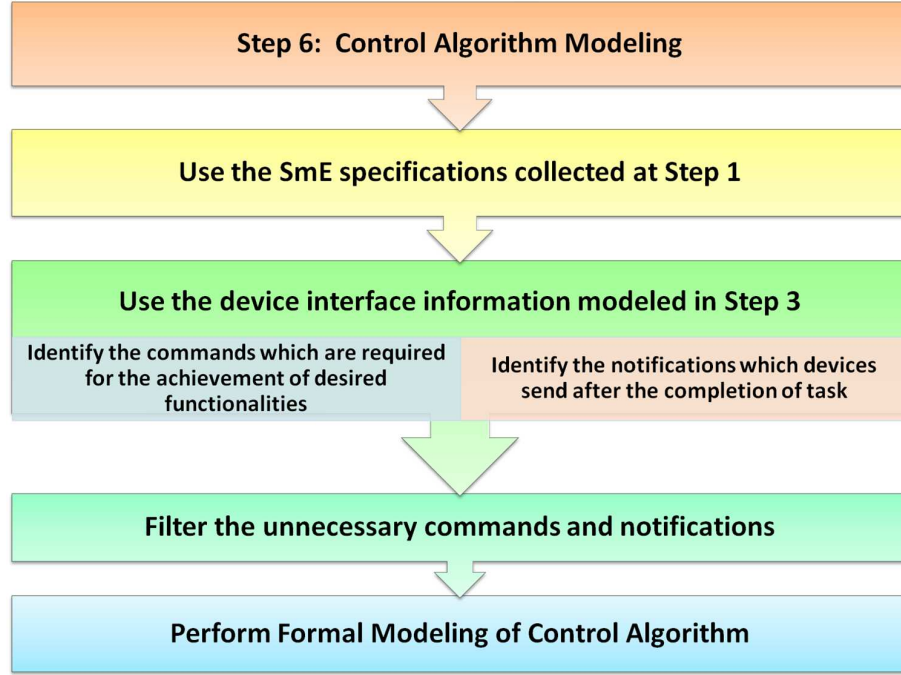 Step 6:  Control Algorithm Modeling
Use the SmE specifications collected at Step 1
Use the device interface information modeled in Step 3
Identify the commands which are required
for the achievement of desired
functionalities
Identify the notifications which devices
send after the completion of task
Filter the unnecessary commands and notifications
Perform Formal Modeling of Control Algorithm